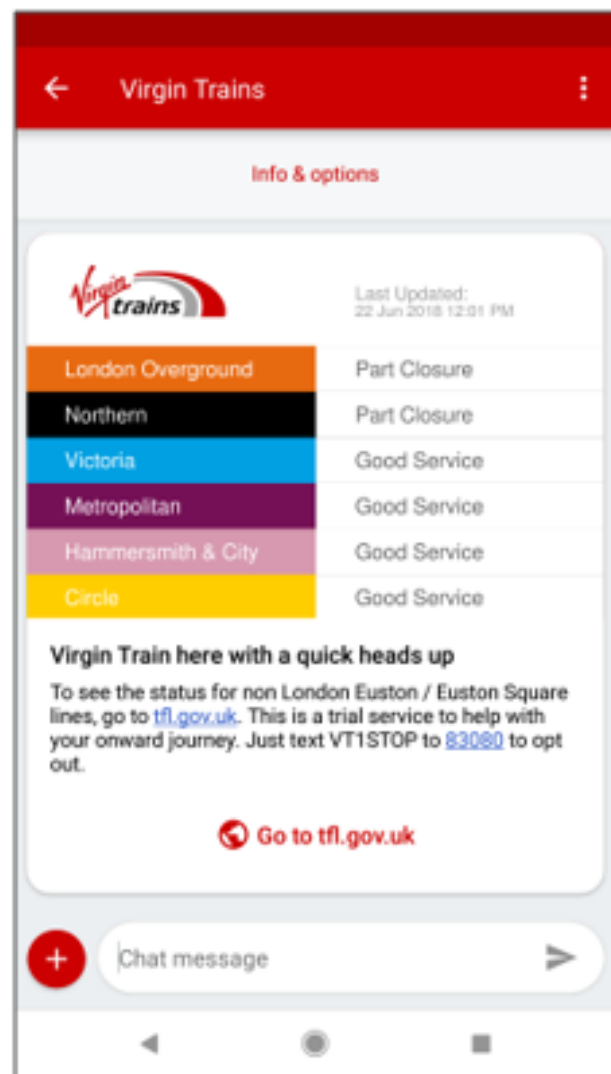 Virgin Trains
Info & options
Virgin trains
Last Updated:
22 Jun 2018 12:01 PM
London Overground Part Closure
Northern Part Closure
Victoria Good Service
Metropolitan Good Service
Hammersmith & City Good Service
Circle Good Service
Virgin Train here with a quick heads up
To see the status for non London Euston / Euston Square
lines, go to tfl.gov.uk. This is a trial service to help with
your onward journey. Just text VT1STOP to 83080 to opt
out.
Go to tfl.gov.uk
Chat message